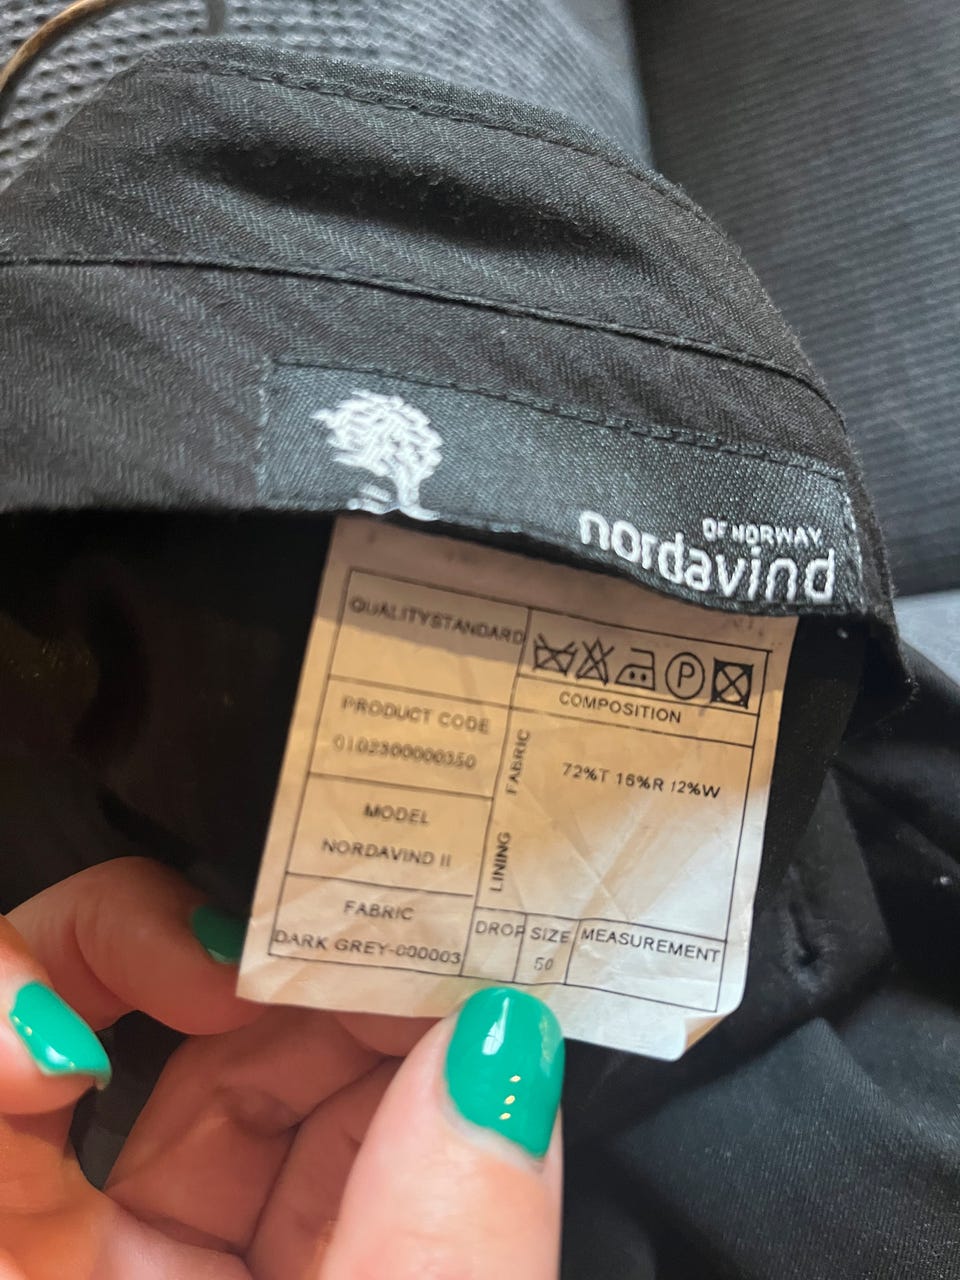 OF NORWAY
nordavind
QUALITYSTANDARD
P
COMPOSITION
PRODUCT CODE
0102300000350
FABRIC
72%T 16%R 12%W
MODEL
NORDAVIND II
LINING
FABRIC
DARK GREY-000003
DROP SIZE MEASUREMENT
50